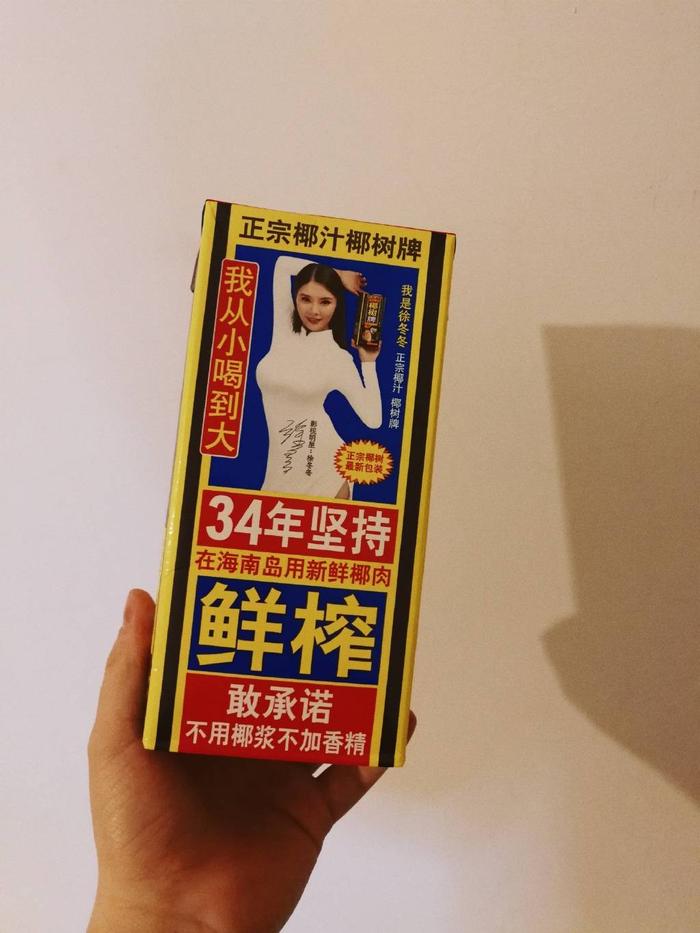 正宗椰汁椰树牌
我从小喝到大
椰树牌
我是徐冬冬 正宗椰汁 椰树牌
影视明星：徐冬冬
正宗椰树
最新包装
34年坚持
在海南岛用新鲜椰肉
鲜榨
敢承诺
不用椰浆不加香精